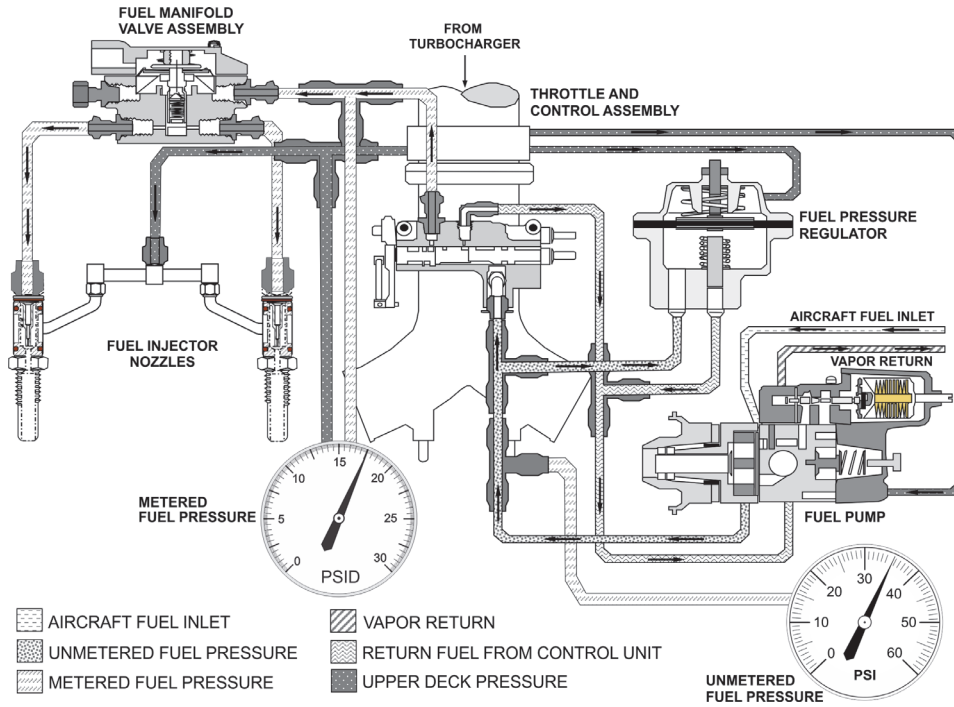 FUEL MANIFOLD
VALVE ASSEMBLY
FROM
TURBOCHARGER
THROTTLE AND
CONTROL ASSEMBLY
FUEL PRESSURE
REGULATOR
AIRCRAFT FUEL INLET
VAPOR RETURN
FUEL INJECTOR
NOZZLES
FUEL PUMP
METERED
FUEL PRESSURE
0
5
10
15
20
25
30
PSID
UNMETERED
FUEL PRESSURE
0
10
20
30
40
50
60
PSI
AIRCRAFT FUEL INLET
UNMETERED FUEL PRESSURE
METERED FUEL PRESSURE
VAPOR RETURN
RETURN FUEL FROM CONTROL UNIT
UPPER DECK PRESSURE